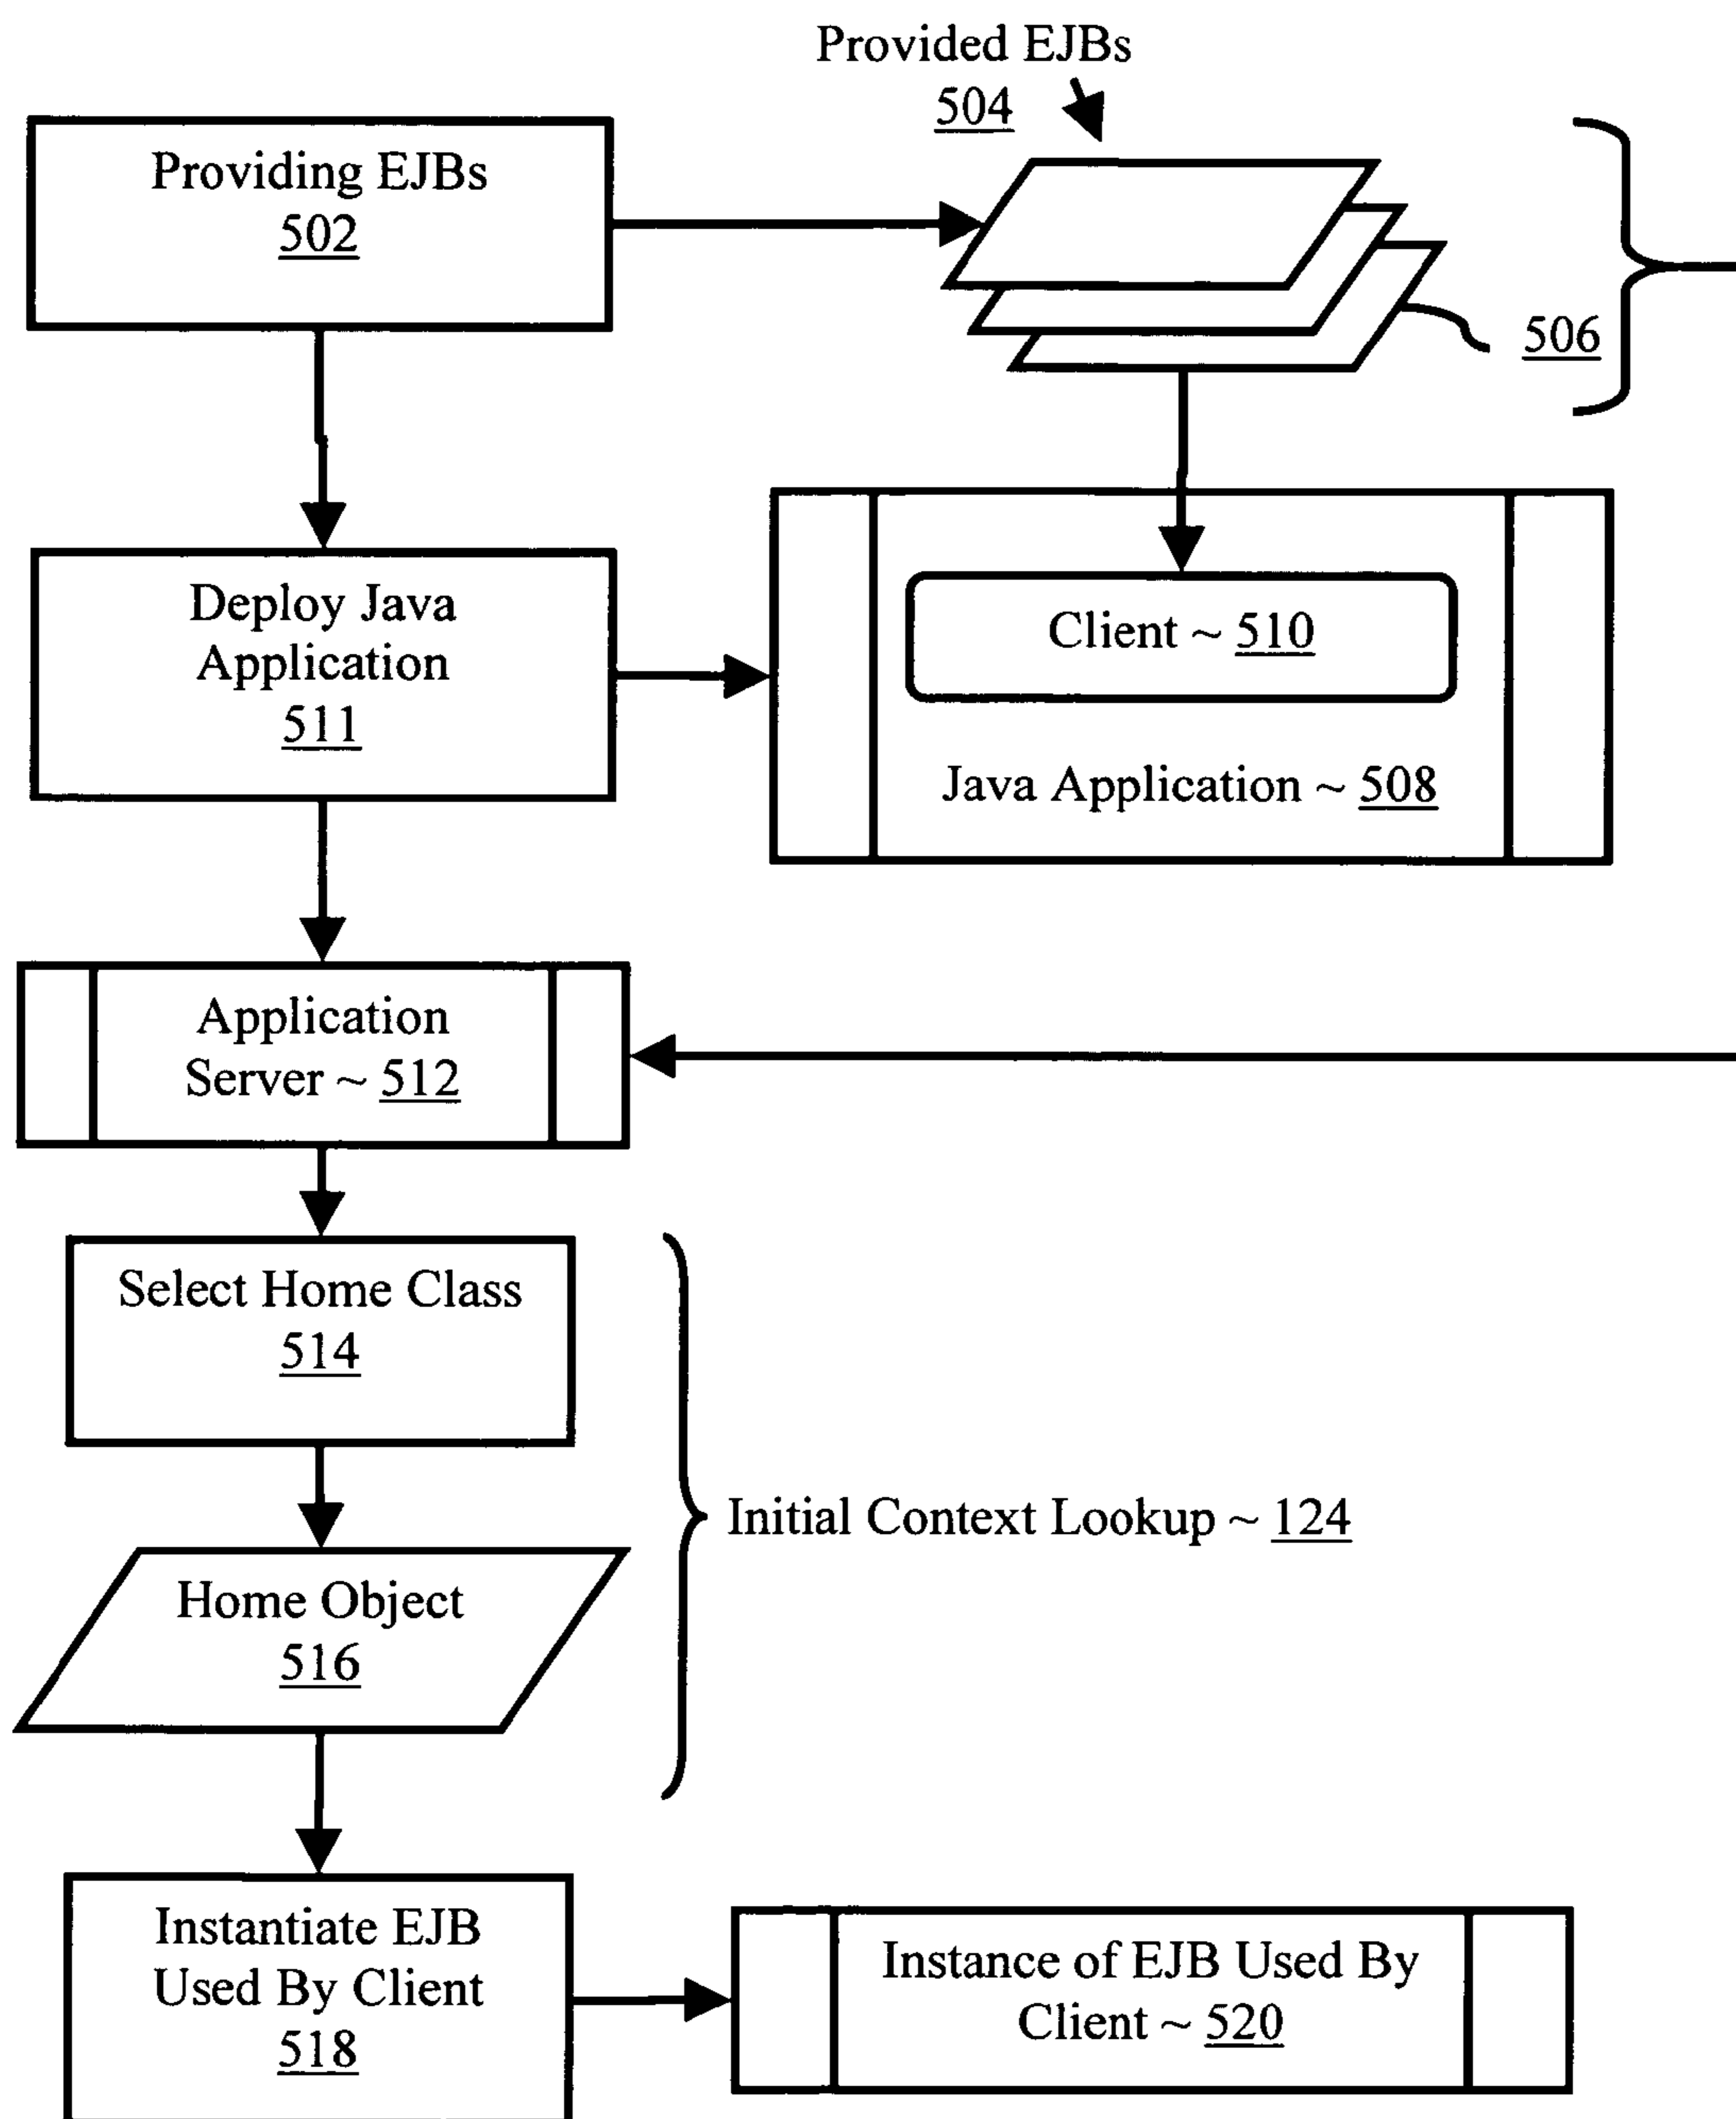 Provided EJBs
504
Providing EJBs
502
506
Deploy Java
Application
511
Client ~ 510
Java Application ~ 508
Application
Server ~ 512
Select Home Class
514
Initial Context Lookup ~ 124
Home Object
516
Instantiate EJB
Used By Client
518
Instance of EJB Used By
Client ~ 520